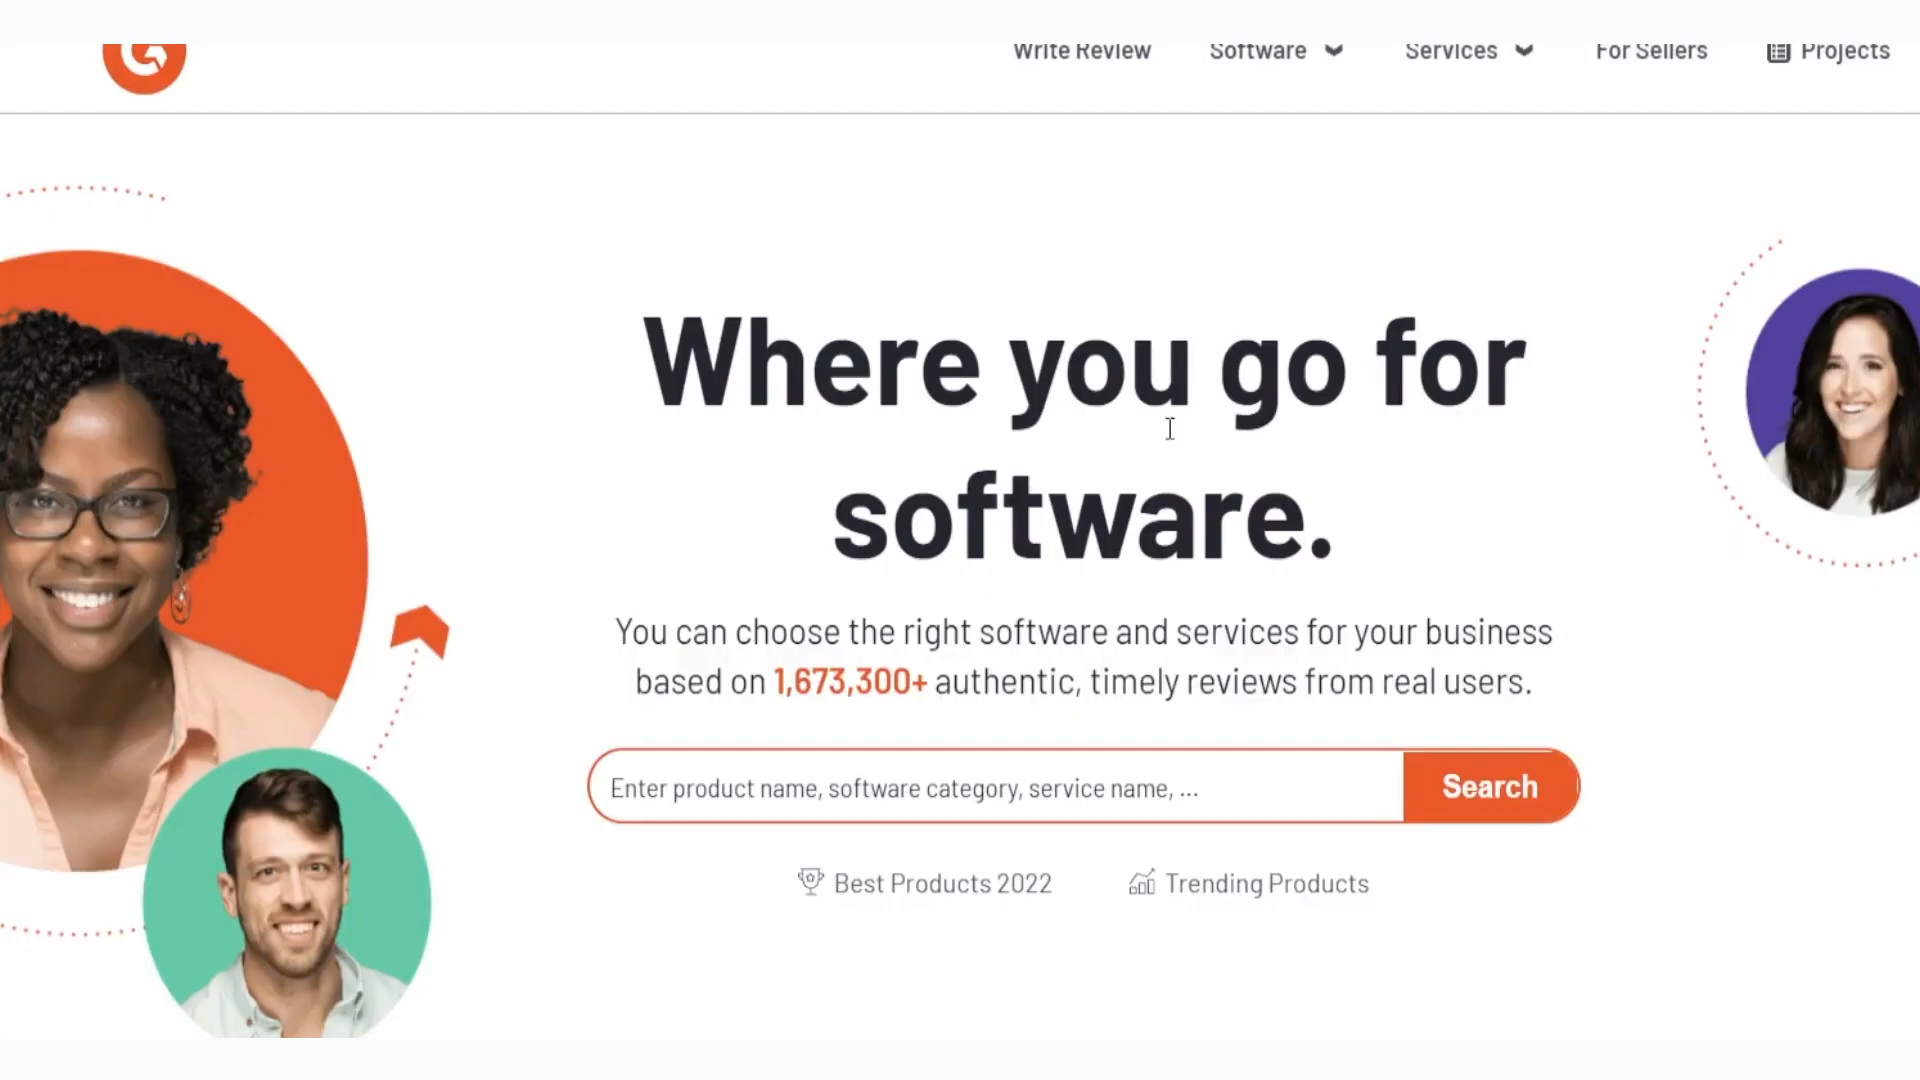 Write Review Software Services For Sellers Projects
Where you go for
software.
You can choose the right software and services for your business
based on 1,673,300+ authentic, timely reviews from real users.
Enter product name, software category, service name, ... Search
Best Products 2022 Trending Products